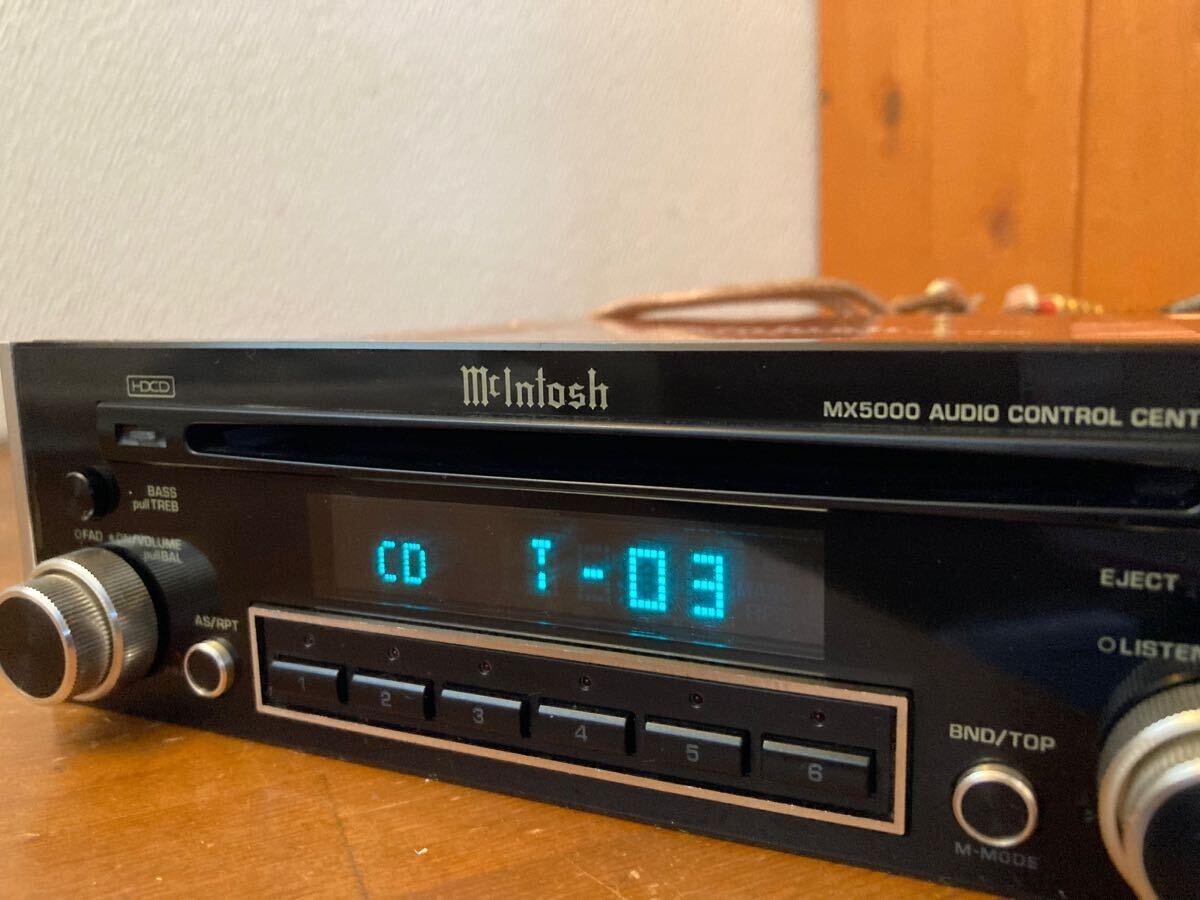 HDCD
McIntosh
MX5000 AUDIO CONTROL CENT
BASS
pull TREB
FAD ON/VOLUME
pull BAL
CD T-03
EJECT
AS/RPT
LISTEN
1 2 3 4 5 6
BND/TOP
M-MODE